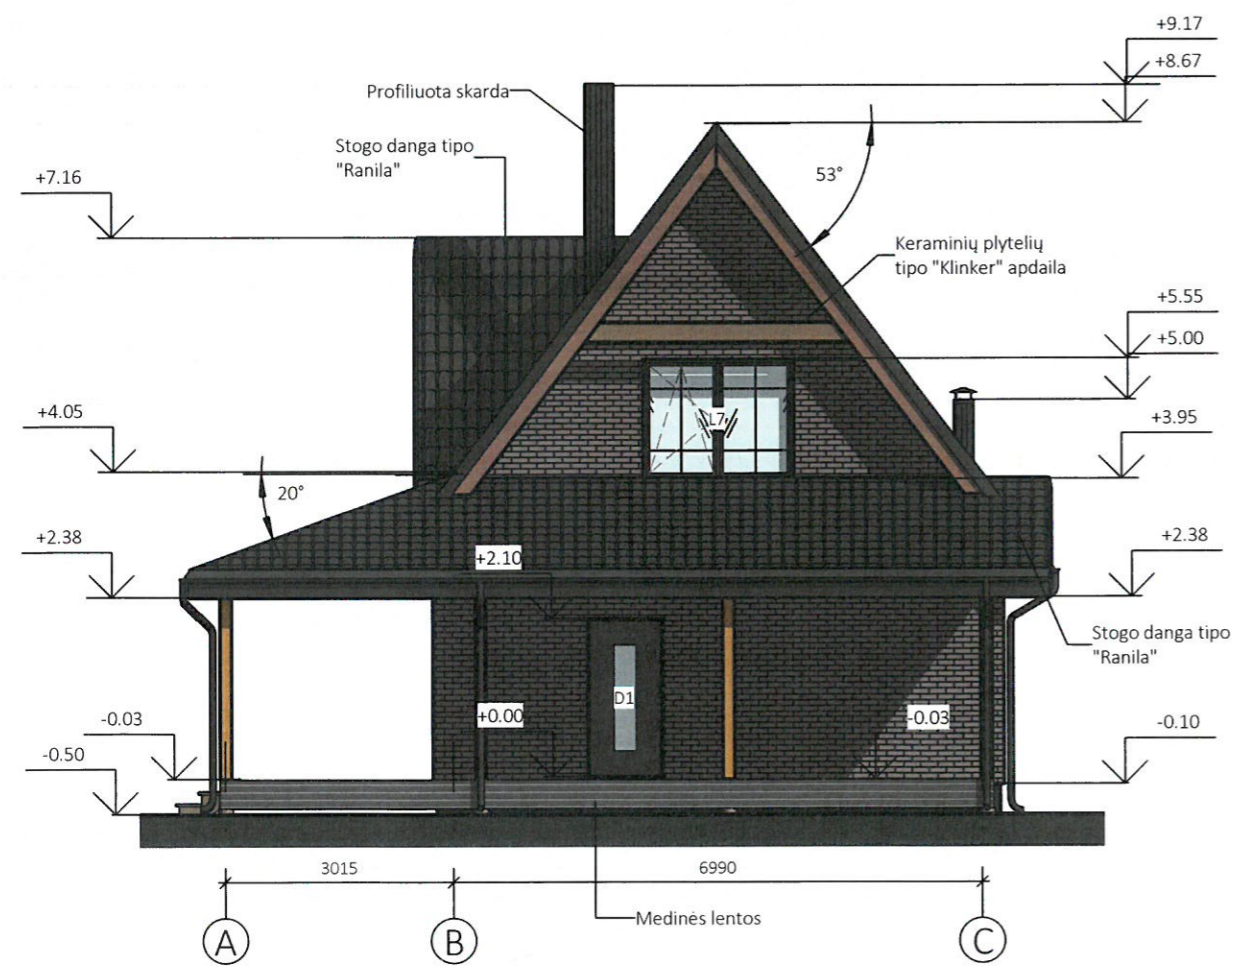 +9.17
+8.67
Profiliuota skarda
Stogo danga tipo
"Ranila"
+7.16
53°
Keraminių plytelių
tipo "Klinker" apdaila
+5.55
+5.00
L7
+4.05
+3.95
20°
+2.38
+2.10
+2.38
Stogo danga tipo
"Ranila"
D1
-0.03
+0.00
-0.03
-0.10
-0.50
3015
6990
Medinės lentos
A
B
C